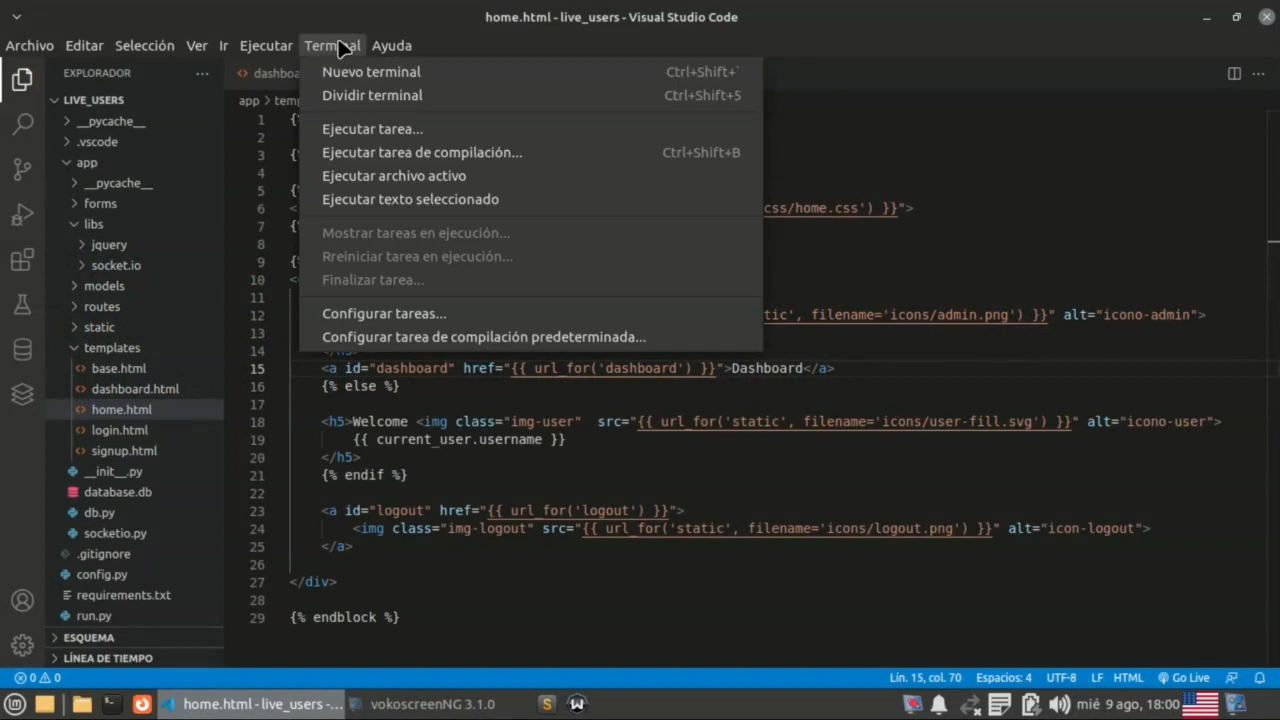 home.html - live_users - Visual Studio Code
Archivo Editar Selección Ver Ir Ejecutar Terminal Ayuda
EXPLORADOR
LIVE_USERS
__pycache__
.vscode
app
__pycache__
forms
libs
jquery
socket.io
models
routes
static
templates
base.html
dashboard.html
home.html
login.html
signup.html
__init__.py
database.db
db.py
socketio.py
.gitignore
config.py
requirements.txt
run.py
ESQUEMA
LÍNEA DE TIEMPO
dashboa
app > temp
Nuevo terminal Ctrl+Shift+`
Dividir terminal Ctrl+Shift+5
Ejecutar tarea...
Ejecutar tarea de compilación... Ctrl+Shift+B
Ejecutar archivo activo
Ejecutar texto seleccionado
Mostrar tareas en ejecución...
Rreiniciar tarea en ejecución...
Finalizar tarea...
Configurar tareas...
Configurar tarea de compilación predeterminada...
1 {%
2
3 {%
4
5 {%
6 < css/home.css') }}">
7 {%
8
9 {%
10 <
11
12 tic', filename='icons/admin.png') }}" alt="icono-admin">
13
14 </h5>
15 <a id="dashboard" href="{{ url_for('dashboard') }}">Dashboard</a>
16 {% else %}
17
18 <h5>Welcome <img class="img-user"  src="{{ url_for('static', filename='icons/user-fill.svg') }}" alt="icono-user">
19 {{ current_user.username }}
20 </h5>
21 {% endif %}
22
23 <a id="logout" href="{{ url_for('logout') }}">
24 <img class="img-logout" src="{{ url_for('static', filename='icons/logout.png') }}" alt="icon-logout">
25 </a>
26
27 </div>
28
29 {% endblock %}
0 0 Lín. 15, col. 70 Espacios: 4 UTF-8 LF HTML Go Live
home.html - live_users -... vokoscreenNG 3.1.0 S W mié 9 ago, 18:00